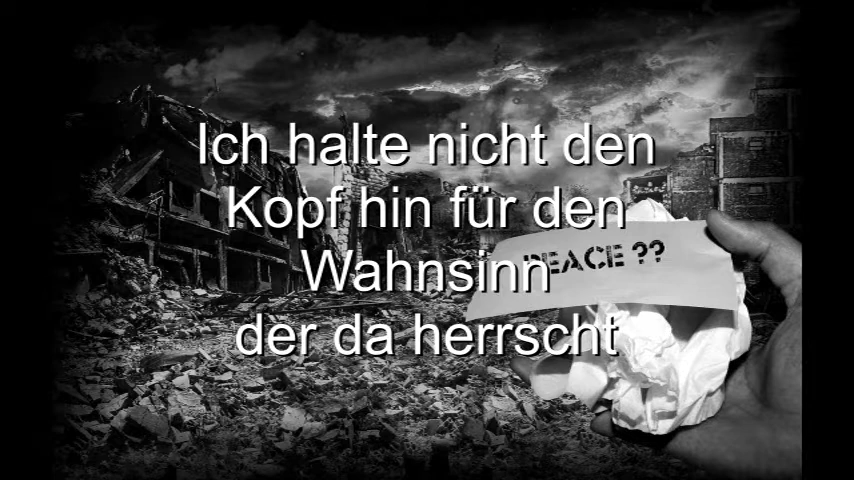 Ich halte nicht den
Kopf hin für den
PEACE ??
Wahnsinn
der da herrscht